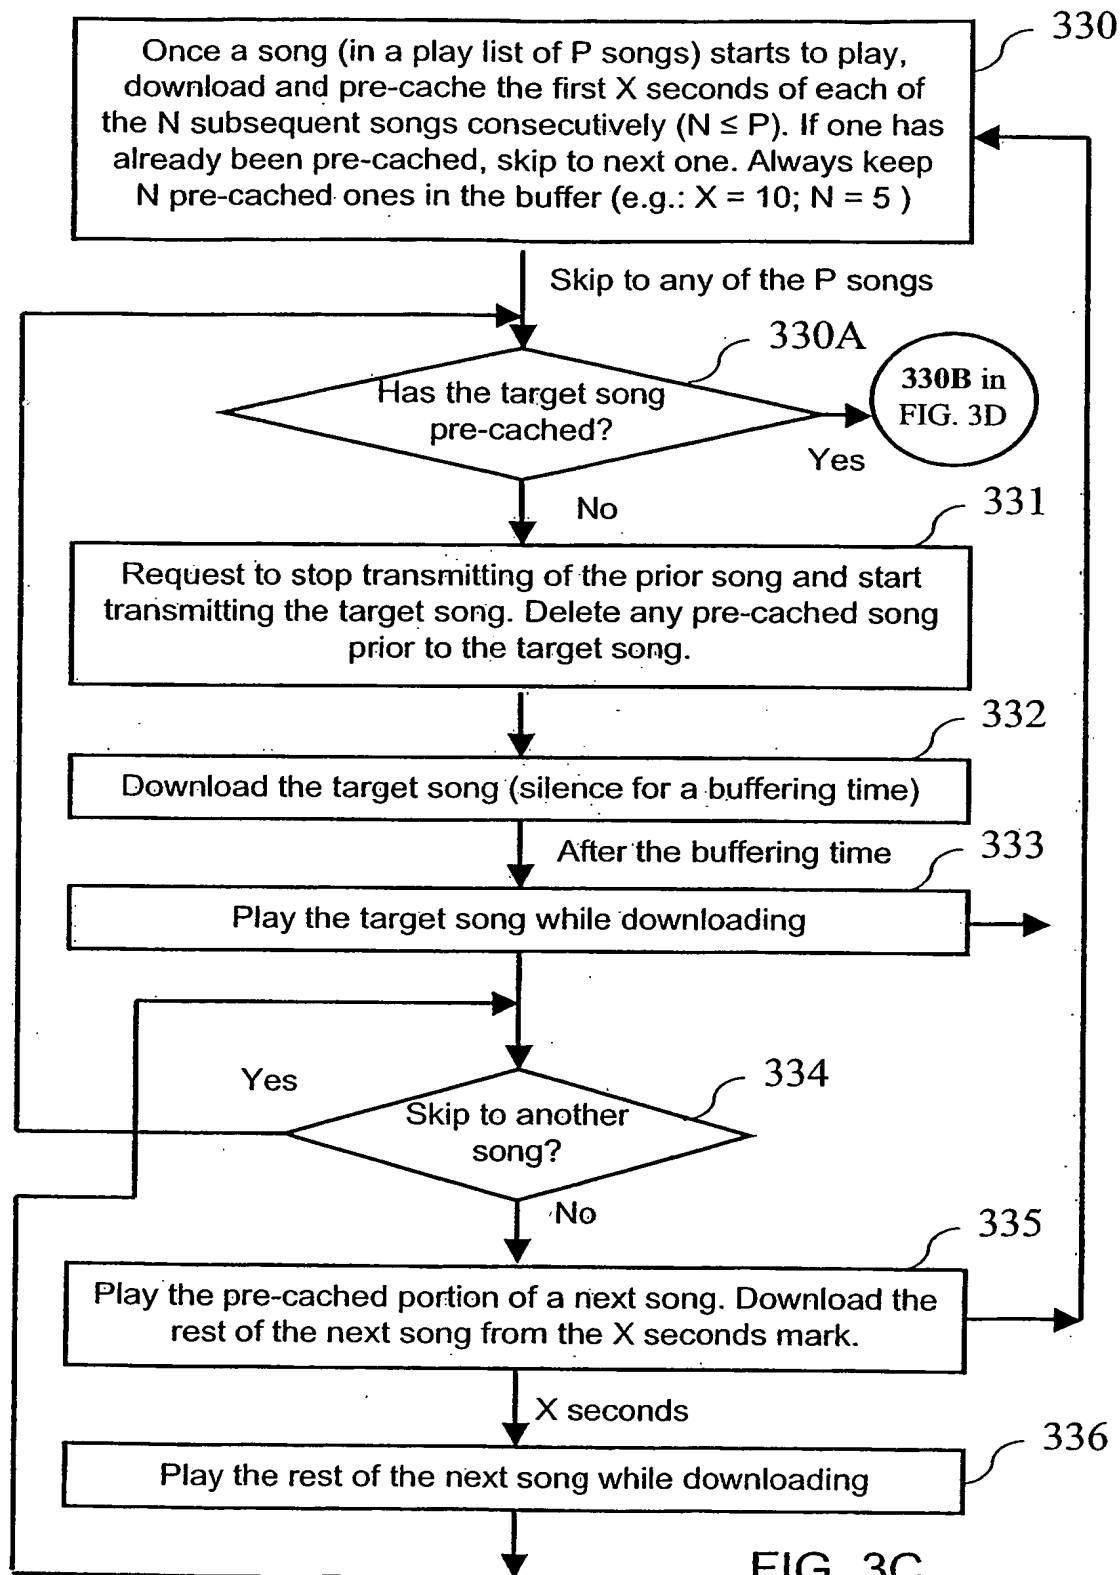 330
Once a song (in a play list of P songs) starts to play,
download and pre-cache the first X seconds of each of
the N subsequent songs consecutively (N ≤ P). If one has
already been pre-cached, skip to next one. Always keep
N pre-cached ones in the buffer (e.g.: X = 10; N = 5 )
Skip to any of the P songs
330A
Has the target song
pre-cached?
330B in
FIG. 3D
Yes
No
331
Request to stop transmitting of the prior song and start
transmitting the target song. Delete any pre-cached song
prior to the target song.
332
Download the target song (silence for a buffering time)
After the buffering time
333
Play the target song while downloading
Yes
334
Skip to another
song?
No
335
Play the pre-cached portion of a next song. Download the
rest of the next song from the X seconds mark.
X seconds
336
Play the rest of the next song while downloading
FIG. 3C